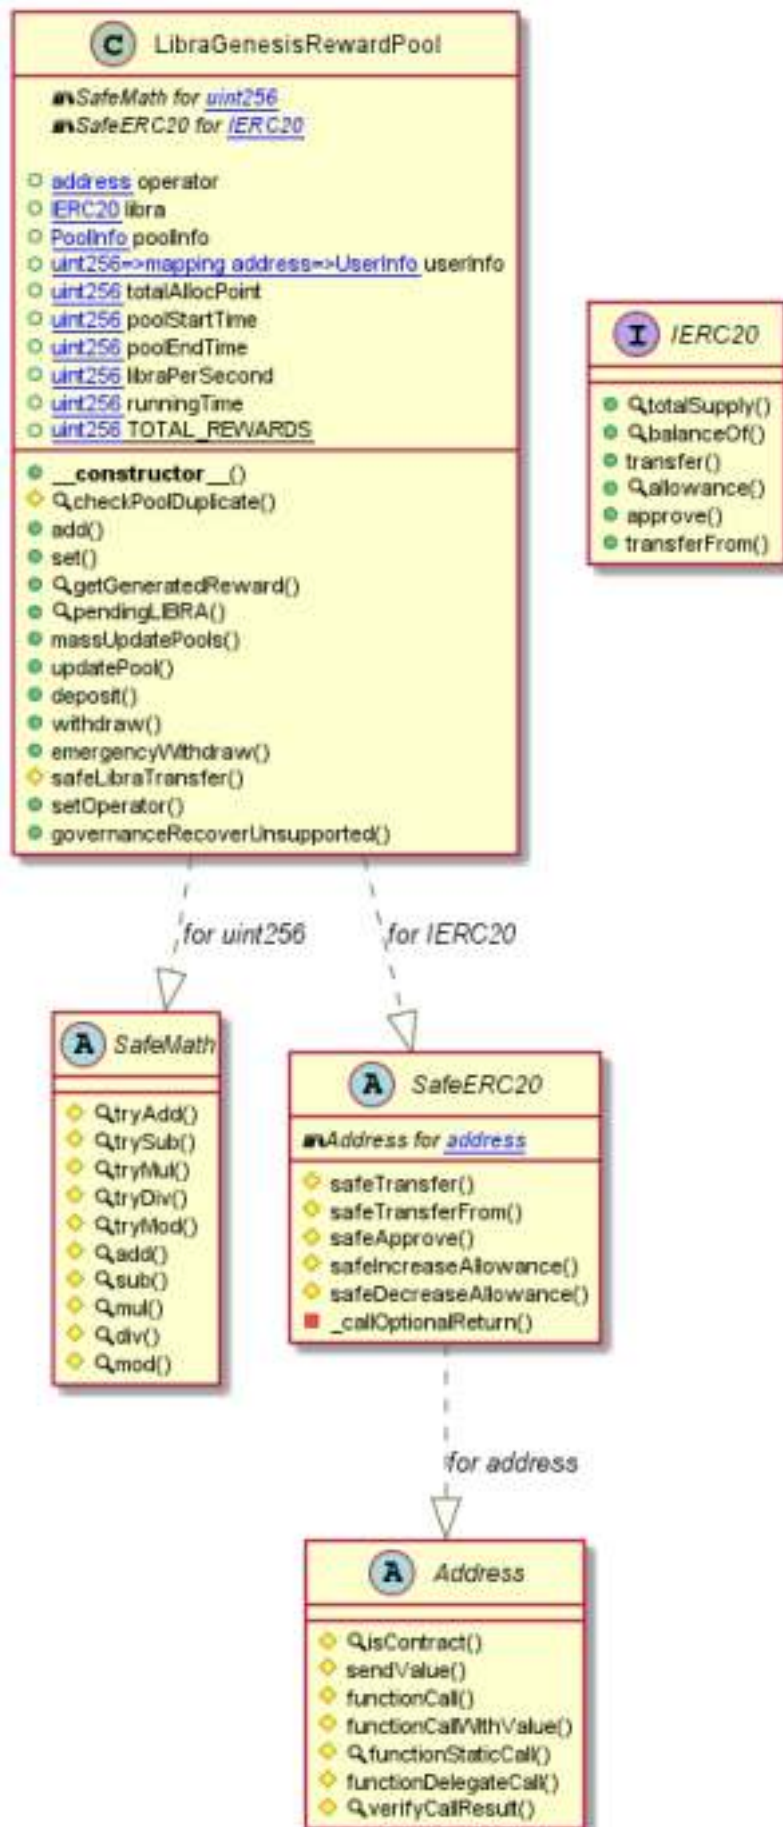 C LibraGenesisRewardPool
SafeMath for uint256
SafeERC20 for IERC20
address operator
IERC20 libra
PoolInfo poolInfo
uint256=>mapping address=>UserInfo userInfo
uint256 totalAllocPoint
uint256 poolStartTime
uint256 poolEndTime
uint256 libraPerSecond
uint256 runningTime
uint256 TOTAL_REWARDS
__constructor__()
checkPoolDuplicate()
add()
set()
getGeneratedReward()
pendingLIBRA()
massUpdatePools()
updatePool()
deposit()
withdraw()
emergencyWithdraw()
safeLibraTransfer()
setOperator()
governanceRecoverUnsupported()
I IERC20
totalSupply()
balanceOf()
transfer()
allowance()
approve()
transferFrom()
for uint256
for IERC20
A SafeMath
tryAdd()
trySub()
tryMul()
tryDiv()
tryMod()
add()
sub()
mul()
div()
mod()
A SafeERC20
Address for address
safeTransfer()
safeTransferFrom()
safeApprove()
safeIncreaseAllowance()
safeDecreaseAllowance()
_callOptionalReturn()
for address
A Address
isContract()
sendValue()
functionCall()
functionCallWithValue()
functionStaticCall()
functionDelegateCall()
verifyCallResult()